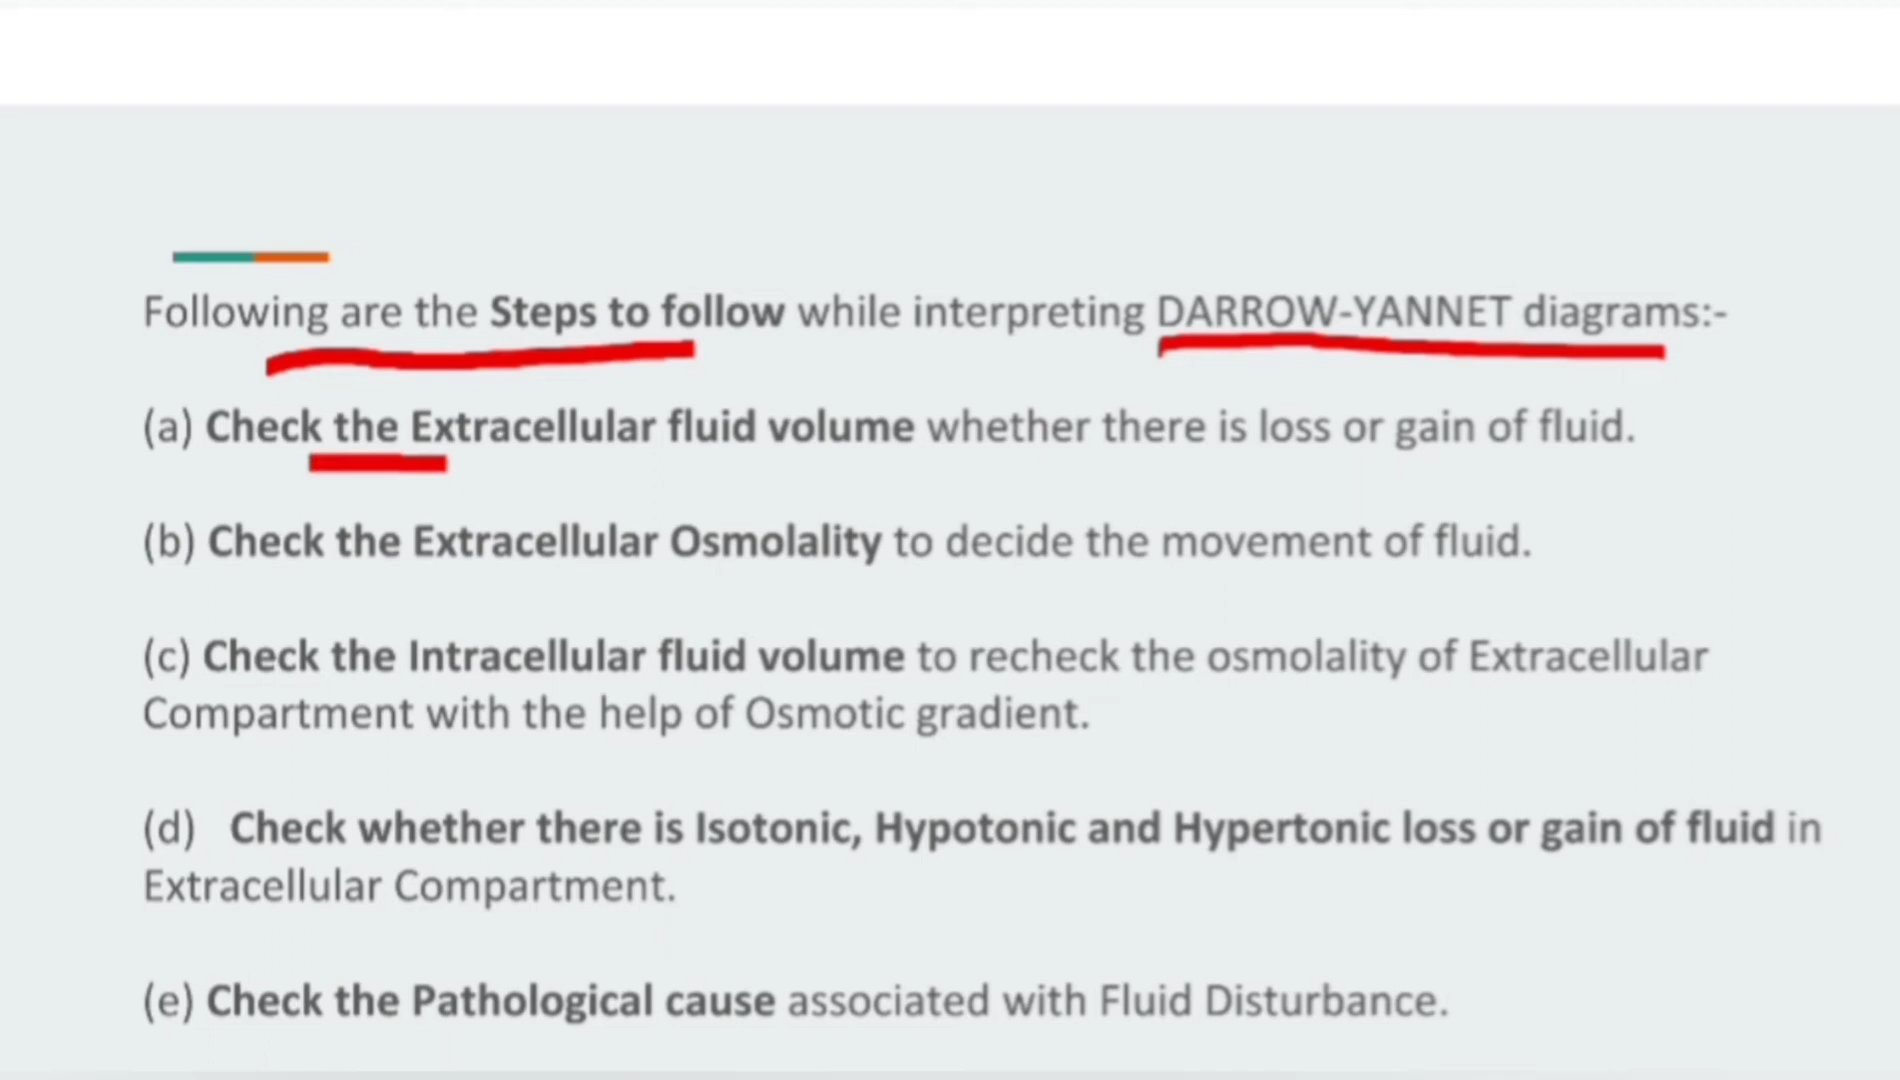 Following are the Steps to follow while interpreting DARROW-YANNET diagrams:-
(a) Check the Extracellular fluid volume whether there is loss or gain of fluid.
(b) Check the Extracellular Osmolality to decide the movement of fluid.
(c) Check the Intracellular fluid volume to recheck the osmolality of Extracellular
Compartment with the help of Osmotic gradient.
(d) Check whether there is Isotonic, Hypotonic and Hypertonic loss or gain of fluid in
Extracellular Compartment.
(e) Check the Pathological cause associated with Fluid Disturbance.